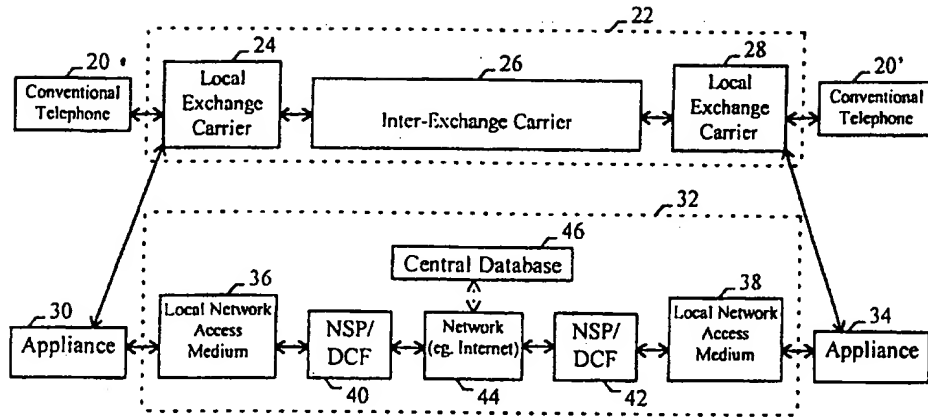 22
20
24
26
28
20'
Conventional
Telephone
Local
Exchange
Carrier
Inter-Exchange Carrier
Local
Exchange
Carrier
Conventional
Telephone
32
46
Central Database
30
36
38
34
Appliance
Local Network
Access
Medium
NSP/
DCF
Network
(eg. Internet)
NSP/
DCF
Local Network
Access
Medium
Appliance
40
44
42